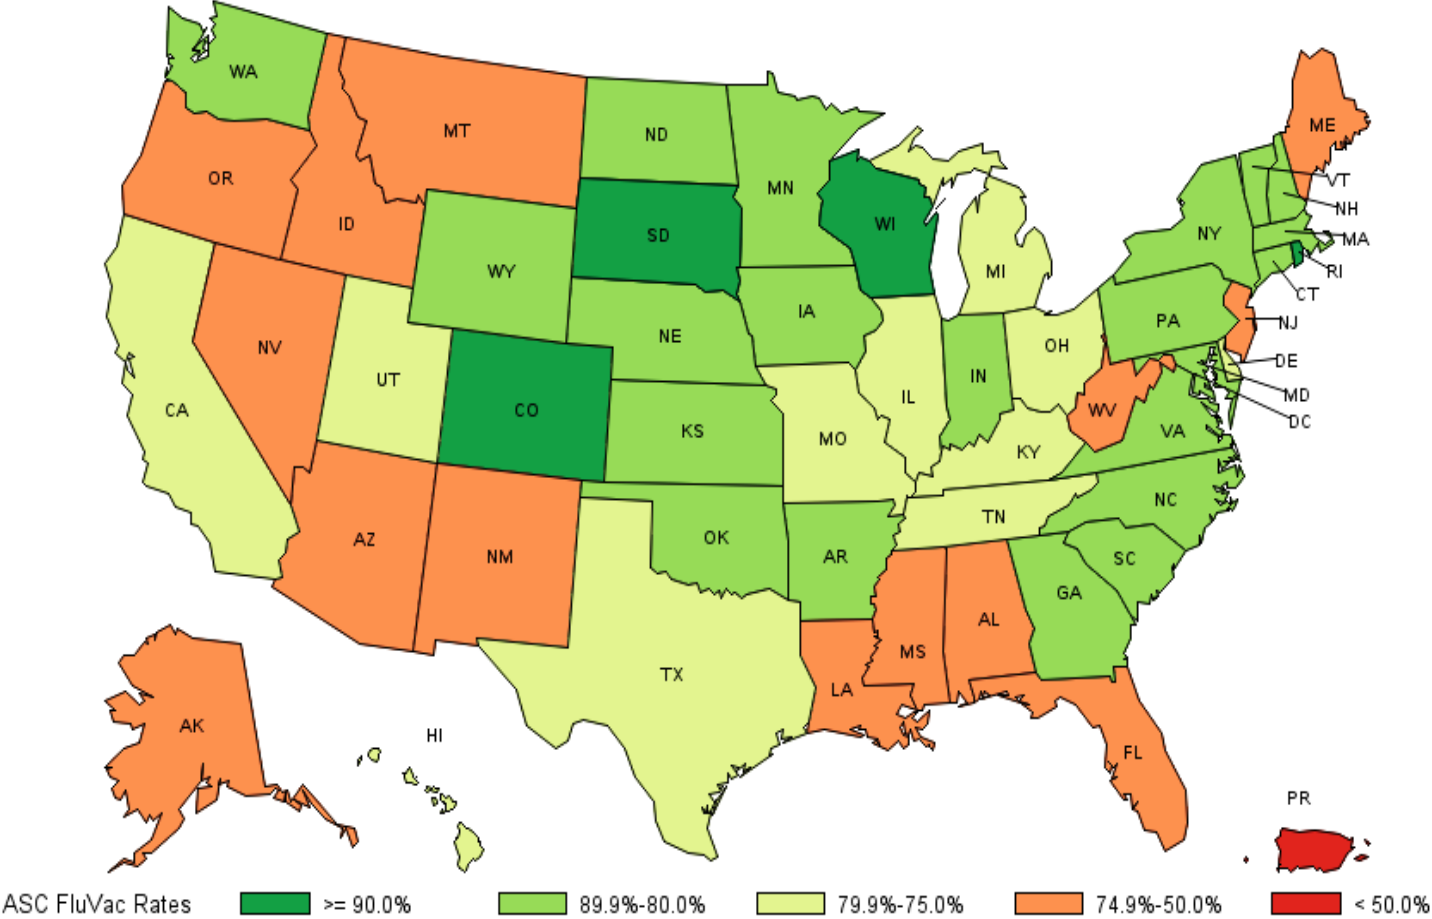 WA
MT
ND
ME
OR
MN
VT
ID
NH
SD
WI
NY
MA
WY
MI
RI
CT
IA
PA
NJ
NE
NV
OH
DE
UT
IN
MD
CA
CO
IL
WV
DC
KS
MO
VA
KY
NC
TN
AZ
NM
OK
AR
SC
GA
AL
MS
TX
LA
AK
HI
FL
PR
ASC FluVac Rates >= 90.0% 89.9%-80.0% 79.9%-75.0% 74.9%-50.0% < 50.0%